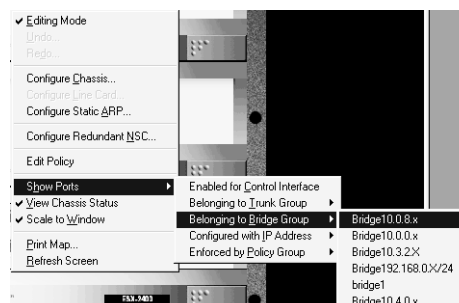 Editing Mode
Undo...
Redo...
Configure Chassis...
Configure Line Card...
Configure Static ARP...
Configure Redundant NSC...
Edit Policy
Show Ports
View Chassis Status
Scale to Window
Print Map...
Refresh Screen
Enabled for Control Interface
Belonging to Trunk Group
Belonging to Bridge Group
Configured with IP Address
Enforced by Policy Group
Bridge10.0.8.x
Bridge10.0.0.x
Bridge10.3.2.X
Bridge192.168.0.X/24
bridge1
Bridge10.4.0.x